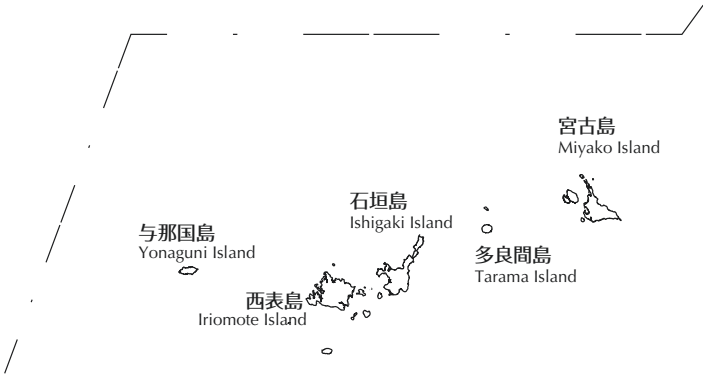 宮古島
Miyako Island
石垣島
Ishigaki Island
与那国島
Yonaguni Island
多良間島
Tarama Island
西表島
Iriomote Island